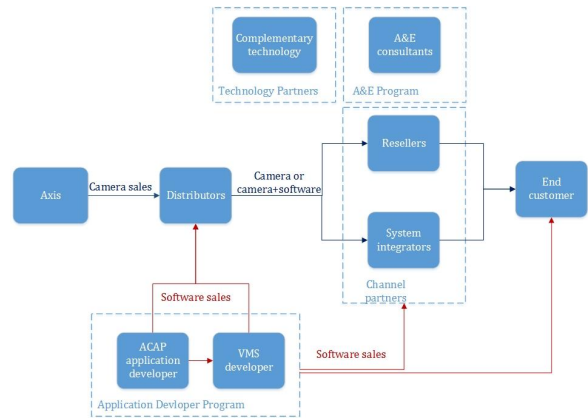 Complementary
technology
Technology Partners
A&E
consultants
A&E Program
Resellers
Axis
Camera sales
Distributors
Camera or
camera+software
End
customer
System
integrators
Channel
partners
Software sales
ACAP
application
developer
VMS
developer
Software sales
Application Devloper Program